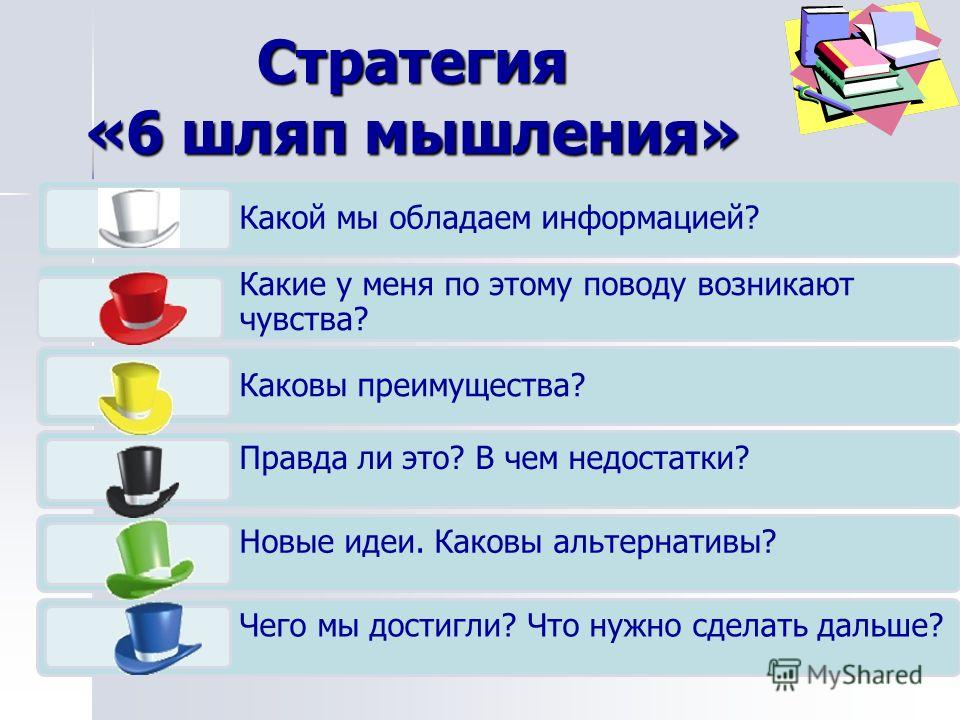 Стратегия
«6 шляп мышления»
Какой мы обладаем информацией?
Какие у меня по этому поводу возникают
чувства?
Каковы преимущества?
Правда ли это? В чем недостатки?
Новые идеи. Каковы альтернативы?
Чего мы достигли? Что нужно сделать дальше?
MyShared